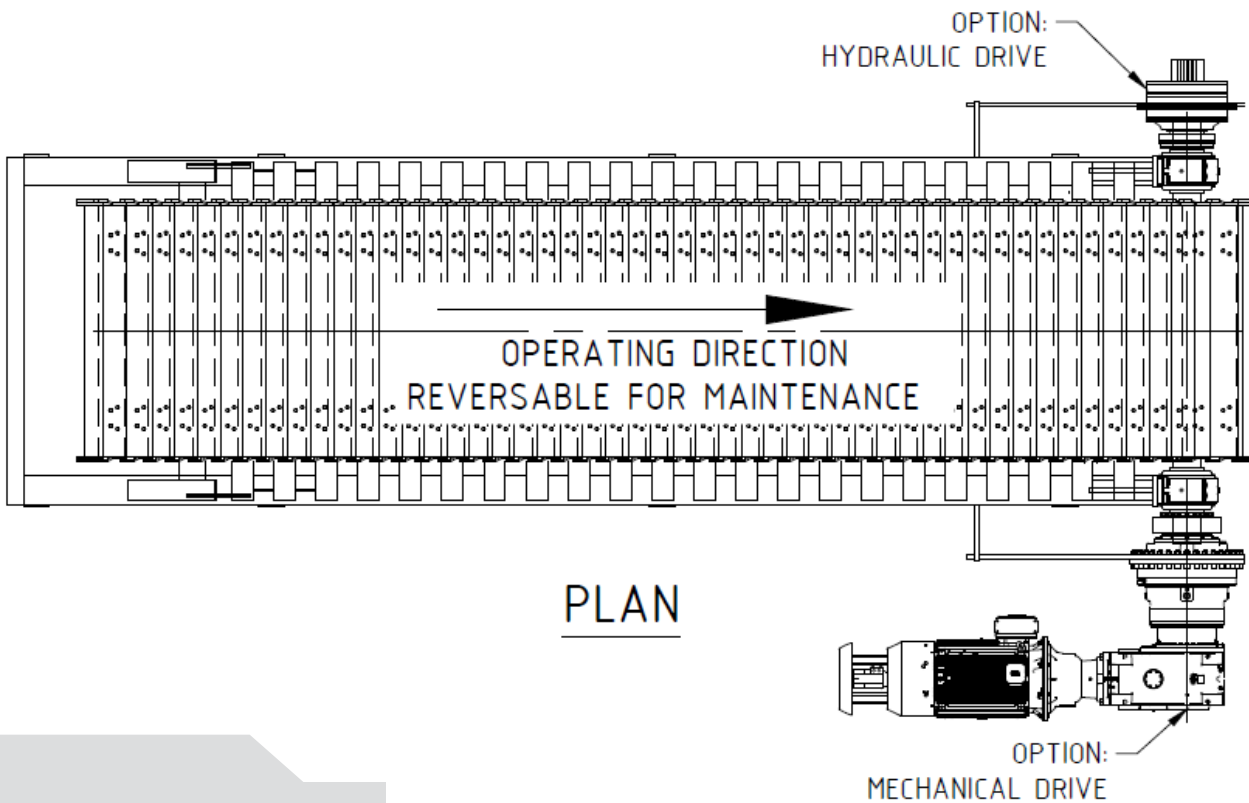 OPTION:
HYDRAULIC DRIVE
OPERATING DIRECTION
REVERSABLE FOR MAINTENANCE
PLAN
OPTION:
MECHANICAL DRIVE